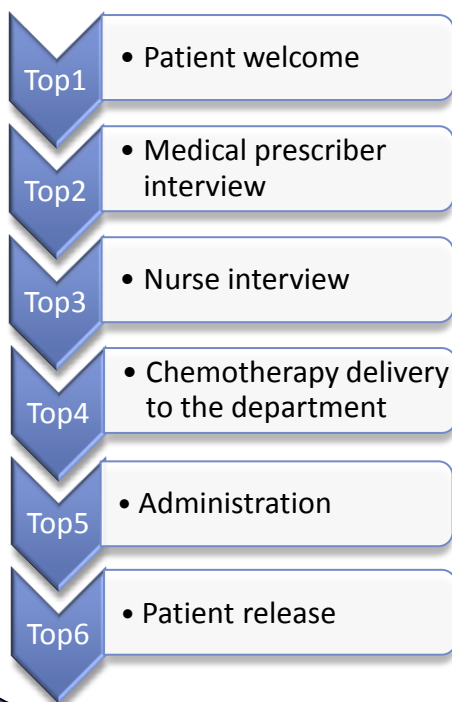 Top1
• Patient welcome
Top2
• Medical prescriber
interview
Top3
• Nurse interview
Top4
• Chemotherapy delivery
to the department
Top5
• Administration
Top6
• Patient release